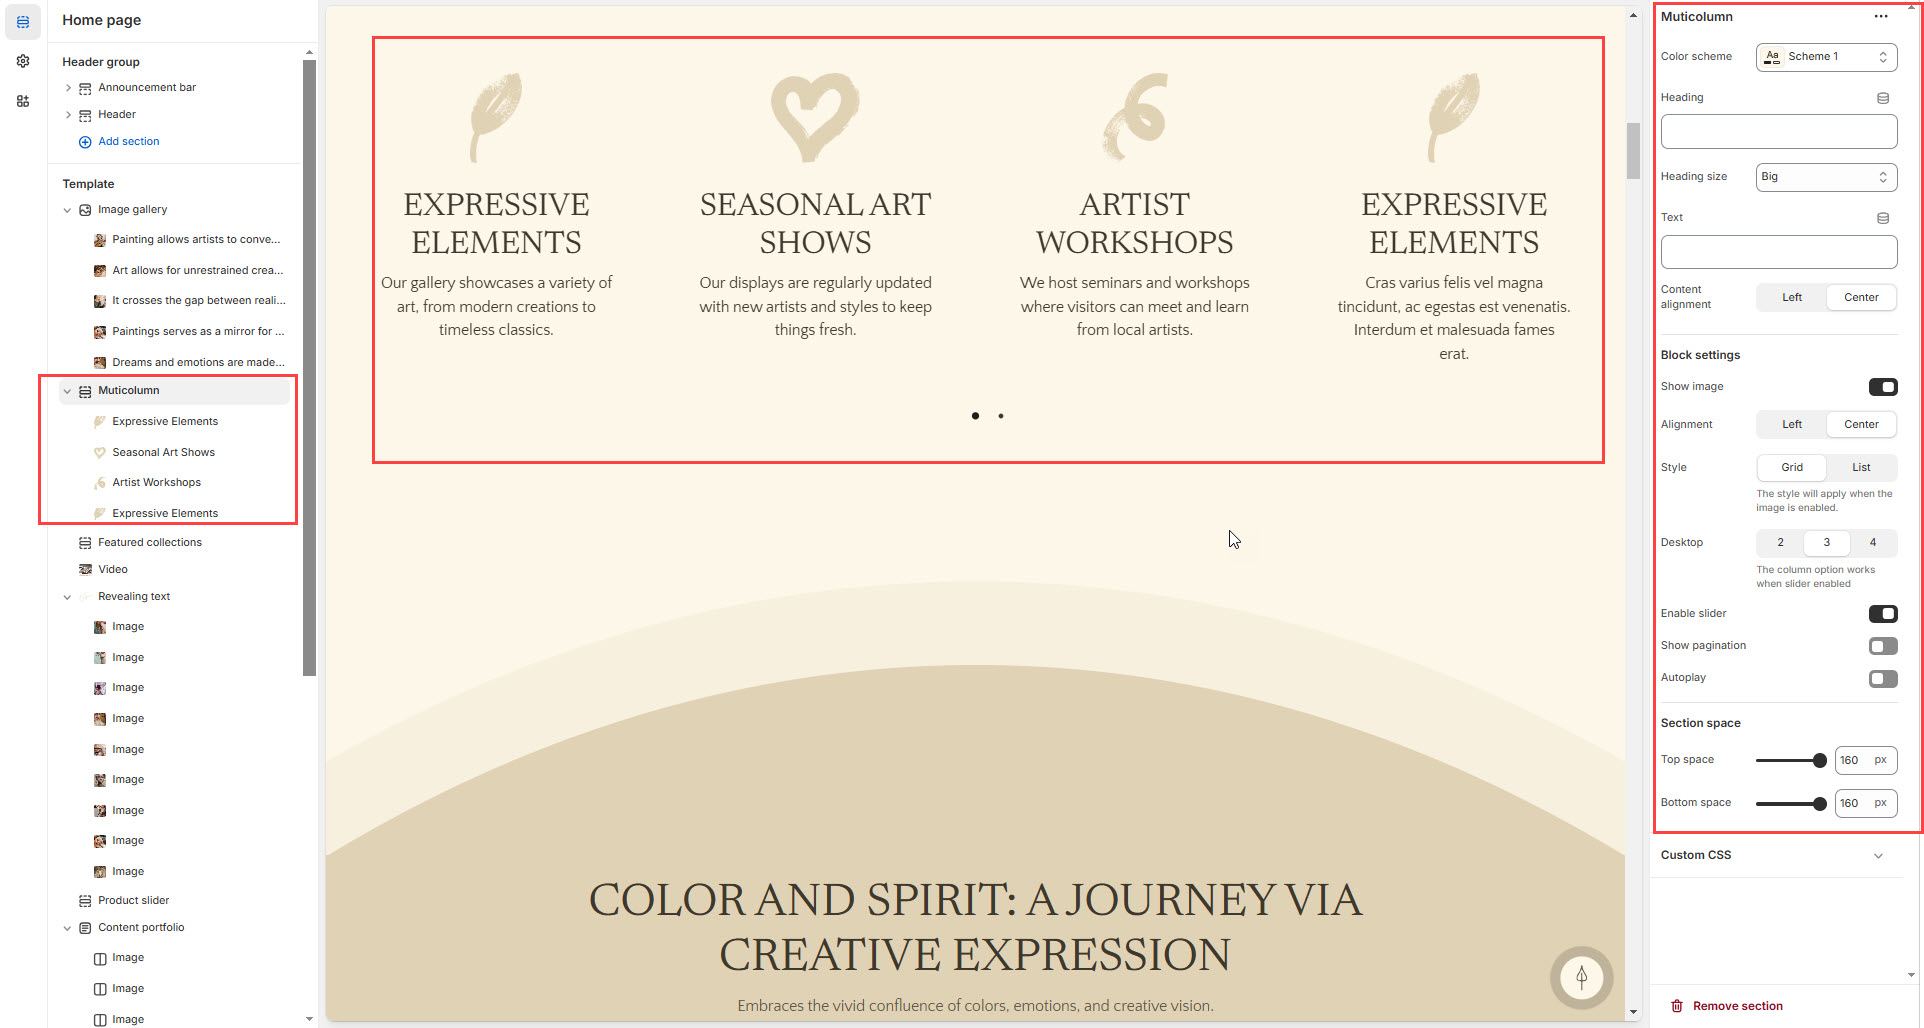 Home page
Header group
Announcement bar
Header
Add section
Template
Image gallery
Painting allows artists to conve...
Art allows for unrestrained crea...
It crosses the gap between reali...
Paintings serves as a mirror for ...
Dreams and emotions are made...
Muticolumn
Expressive Elements
Seasonal Art Shows
Artist Workshops
Expressive Elements
Featured collections
Video
Revealing text
Image
Image
Image
Image
Image
Image
Image
Image
Image
Product slider
Content portfolio
Image
Image
Image
EXPRESSIVE
ELEMENTS
Our gallery showcases a variety of
art, from modern creations to
timeless classics.
SEASONAL ART
SHOWS
Our displays are regularly updated
with new artists and styles to keep
things fresh.
ARTIST
WORKSHOPS
We host seminars and workshops
where visitors can meet and learn
from local artists.
EXPRESSIVE
ELEMENTS
Cras varius felis vel magna
tincidunt, ac egestas est venenatis.
Interdum et malesuada fames
erat.
COLOR AND SPIRIT: A JOURNEY VIA
CREATIVE EXPRESSION
Embraces the vivid confluence of colors, emotions, and creative vision.
Muticolumn
Color scheme Aa Scheme 1
Heading
Heading size Big
Text
Content
alignment Left Center
Block settings
Show image
Alignment Left Center
Style Grid List
The style will apply when the
image is enabled.
Desktop 2 3 4
The column option works
when slider enabled
Enable slider
Show pagination
Autoplay
Section space
Top space 160 px
Bottom space 160 px
Custom CSS
Remove section